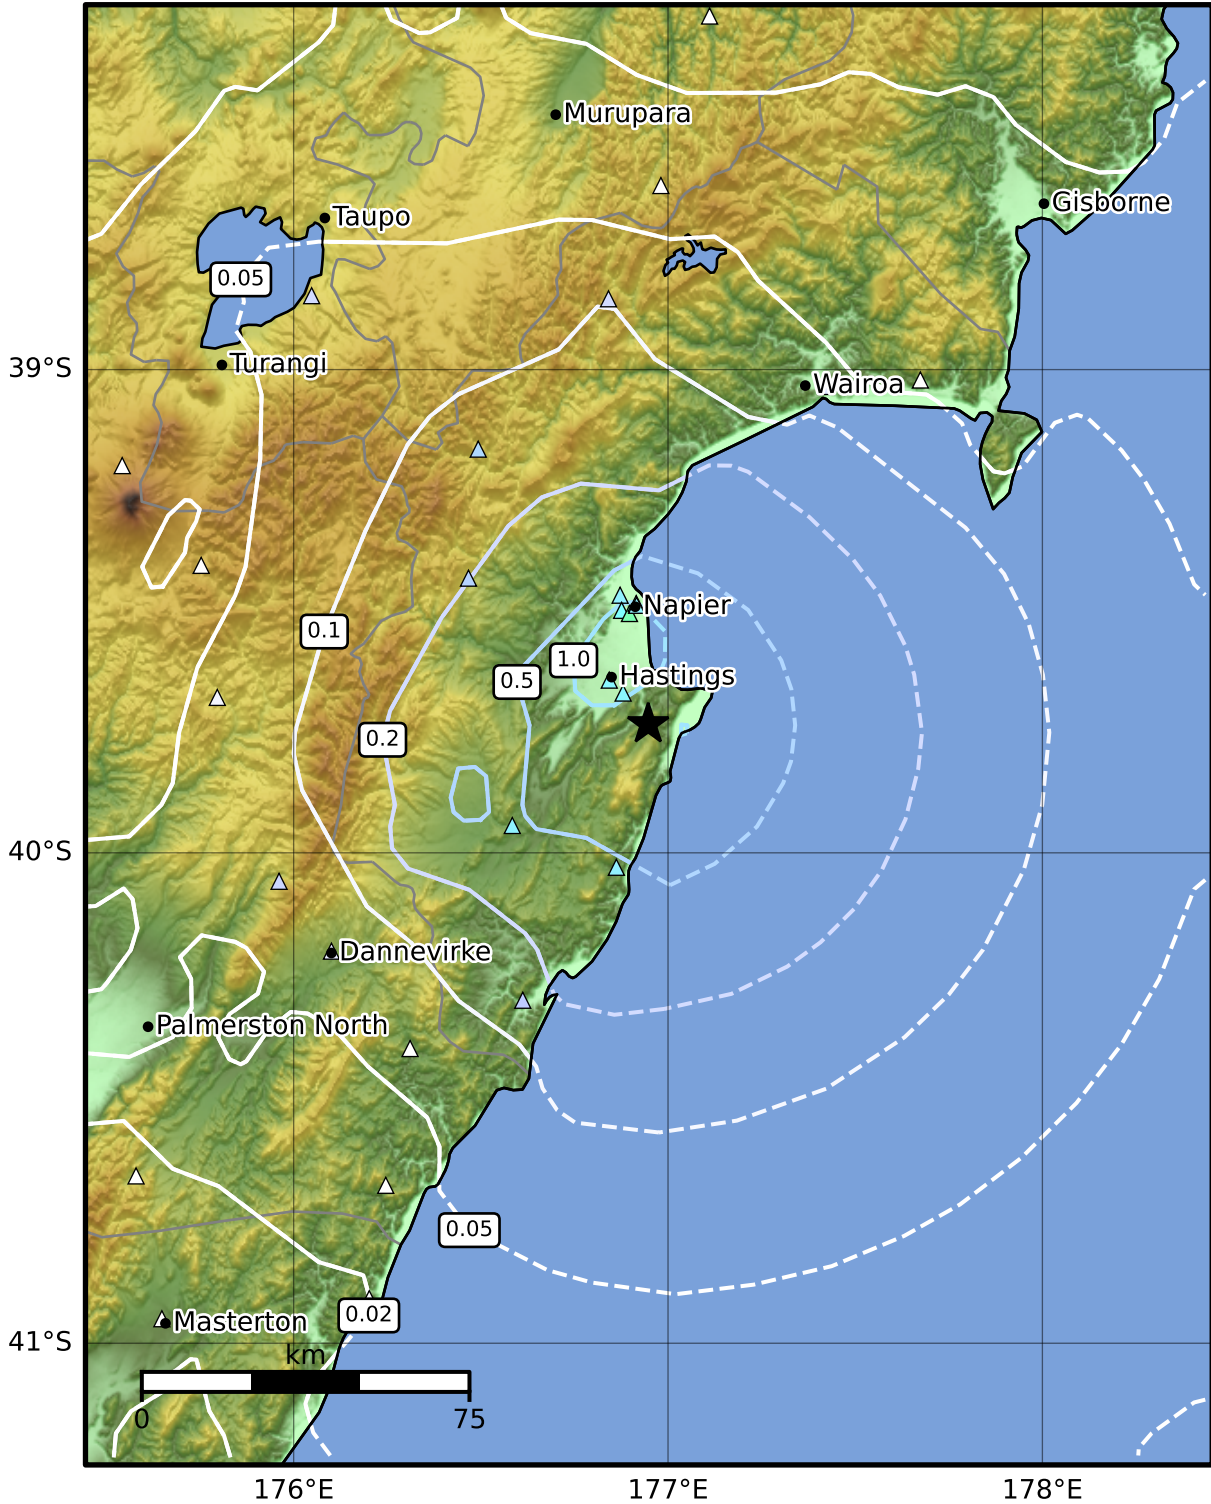 Murupara
Gisborne
Taupo
0.05
Turangi
39°S
Wairoa
Napier
0.1
1.0
Hastings
0.5
0.2
40°S
Dannevirke
Palmerston North
0.05
0.02
Masterton
41°S
km
0 75
176°E 177°E 178°E